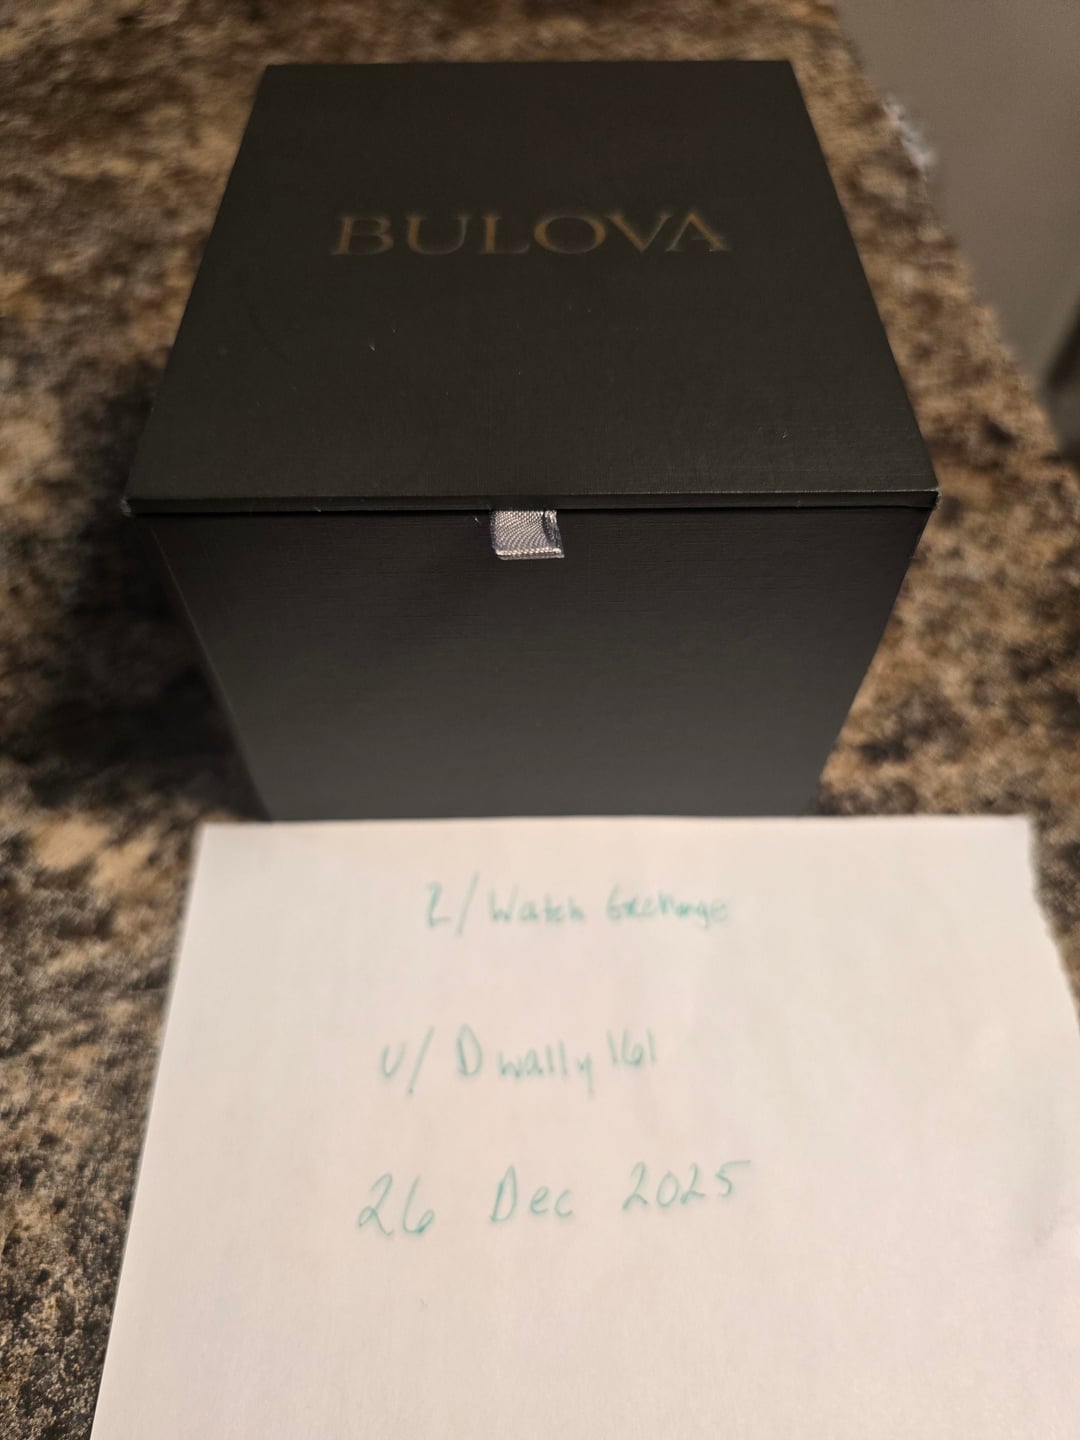 BULOVA
r/Watch Exchange
u/Dwally161
26 Dec 2025